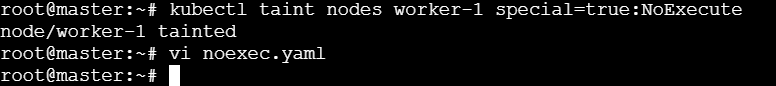 root@master:~# kubectl taint nodes worker-1 special=true:NoExecute
node/worker-1 tainted
root@master:~# vi noexec.yaml
root@master:~#